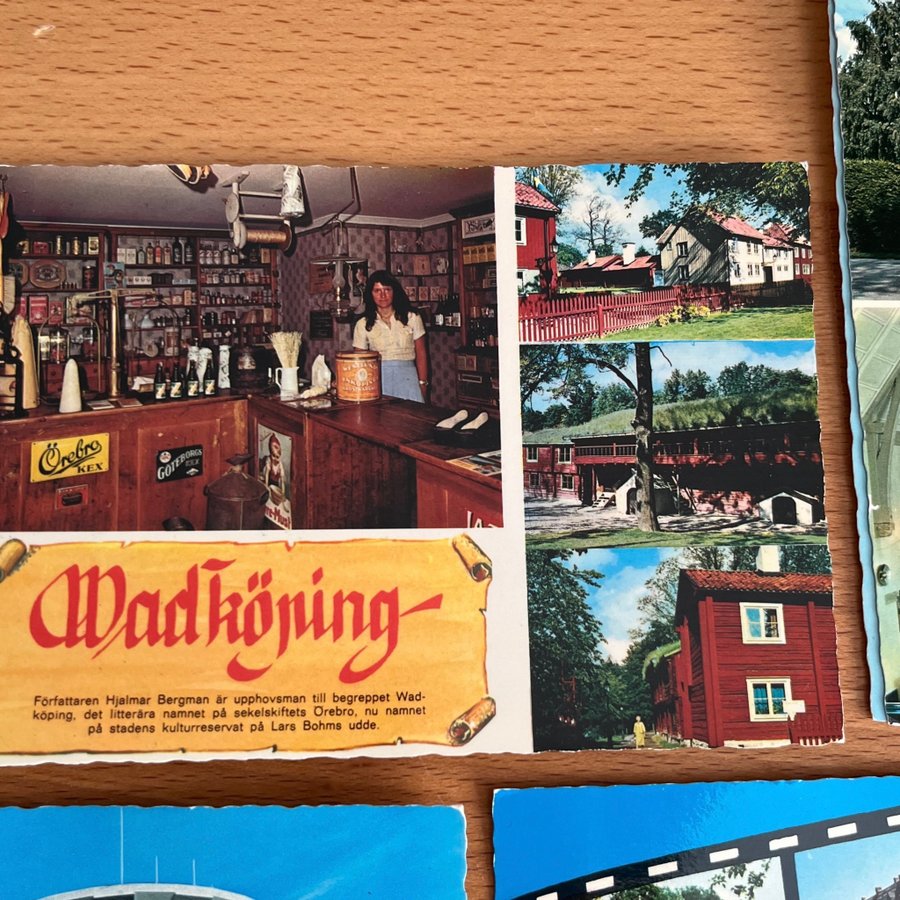 Örebro
KEX
GÖTEBORGS
KEX
Wadköping
Författaren Hjalmar Bergman är upphovsman till begreppet Wad-
köping, det litterära namnet på sekelskiftets Örebro, nu namnet
på stadens kulturreservat på Lars Bohms udde.